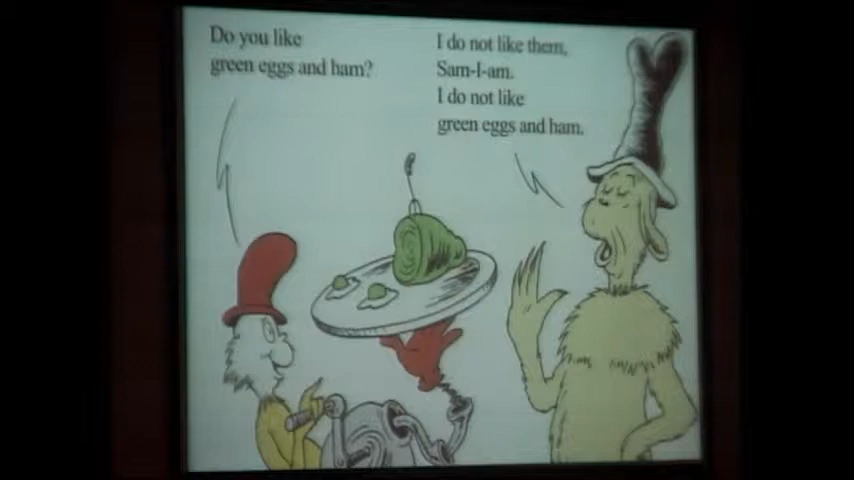 Do you like
green eggs and ham?
I do not like them,
Sam-I-am.
I do not like
green eggs and ham.